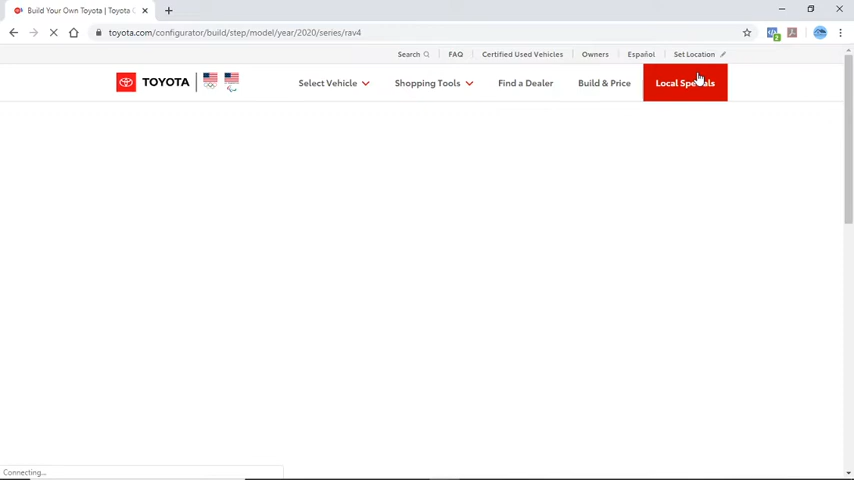 Build Your Own Toyota | Toyota C
toyota.com/configurator/build/step/model/year/2020/series/rav4
2
Search
FAQ
Certified Used Vehicles
Owners
Español
Set Location
TOYOTA
Select Vehicle
Shopping Tools
Find a Dealer
Build & Price
Local Specials
Connecting...